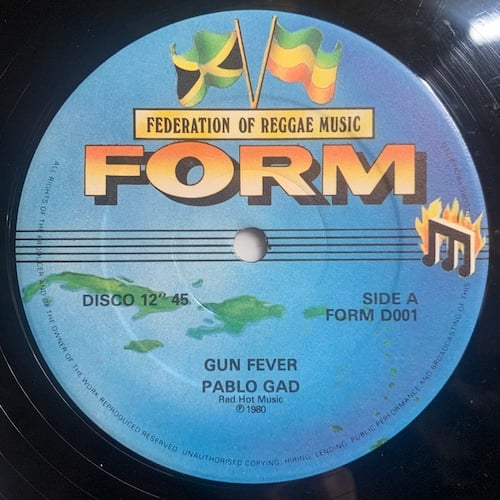 FEDERATION OF REGGAE MUSIC
FORM
DISCO 12" 45
SIDE A
FORM D001
GUN FEVER
PABLO GAD
Red Hot Music
℗ 1980
ALL RIGHTS OF THE PRODUCER AND OF THE OWNER OF THE WORK REPRODUCED RESERVED. UNAUTHORISED COPYING, HIRING, LENDING, PUBLIC PERFORMANCE AND BROADCASTING OF THIS